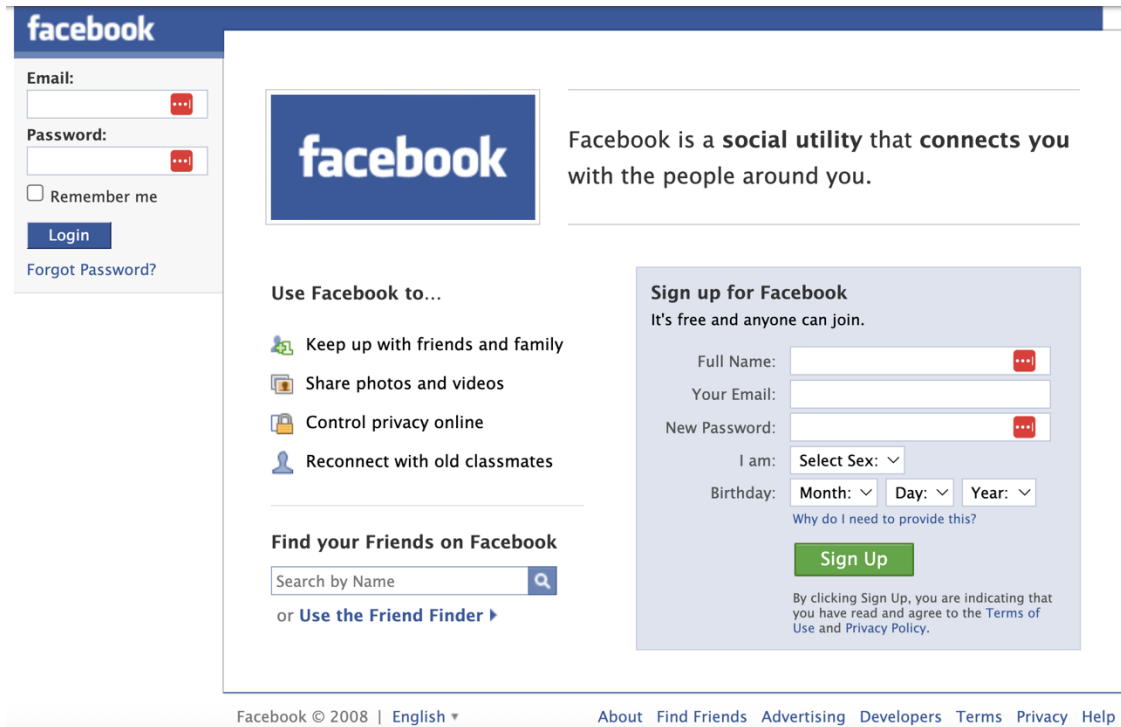 facebook
Email:
Password:
Remember me
Login
Forgot Password?
facebook
Facebook is a social utility that connects you
with the people around you.
Use Facebook to...
Keep up with friends and family
Share photos and videos
Control privacy online
Reconnect with old classmates
Find your Friends on Facebook
Search by Name
or Use the Friend Finder
Sign up for Facebook
It's free and anyone can join.
Full Name:
Your Email:
New Password:
I am: Select Sex:
Birthday: Month: Day: Year:
Why do I need to provide this?
Sign Up
By clicking Sign Up, you are indicating that
you have read and agree to the Terms of
Use and Privacy Policy.
Facebook © 2008 | English
About Find Friends Advertising Developers Terms Privacy Help